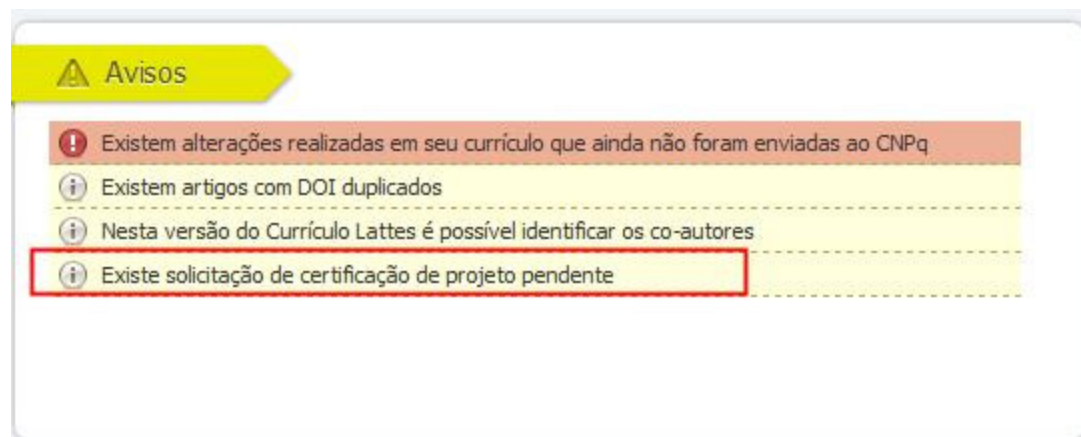 Avisos
Existem alterações realizadas em seu currículo que ainda não foram enviadas ao CNPq
Existem artigos com DOI duplicados
Nesta versão do Currículo Lattes é possível identificar os co-autores
Existe solicitação de certificação de projeto pendente